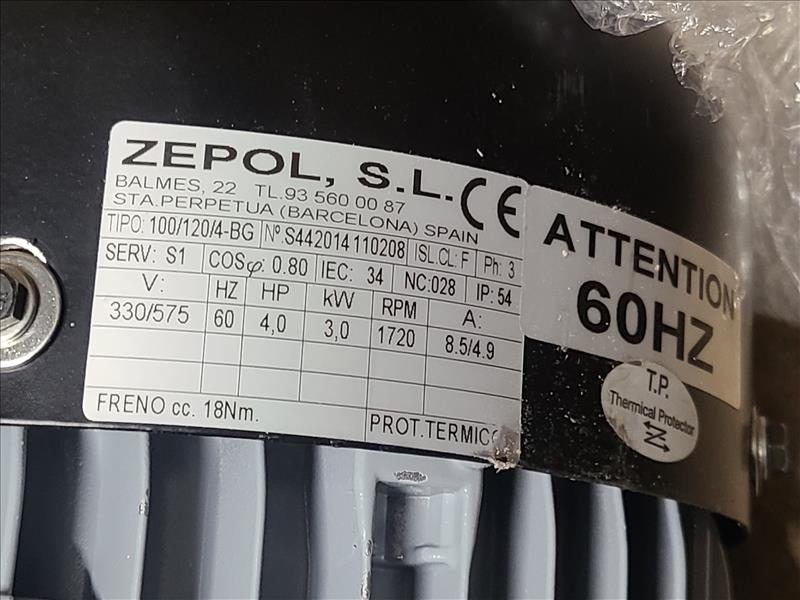 ZEPOL, S.L. CE
BALMES, 22 TL.93 560 00 87
STA.PERPETUA (BARCELONA) SPAIN
TIPO: 100/120/4-BG Nº.S442014110208 ISL.CL: F Ph: 3
SERV: S1 COSφ: 0.80 IEC: 34 NC:028 IP: 54
V: HZ HP kW RPM A:
330/575 60 4,0 3,0 1720 8.5/4.9
FRENO cc. 18Nm. PROT.TERMICO
ATTENTION
60HZ
T.P.
Thermical Protector